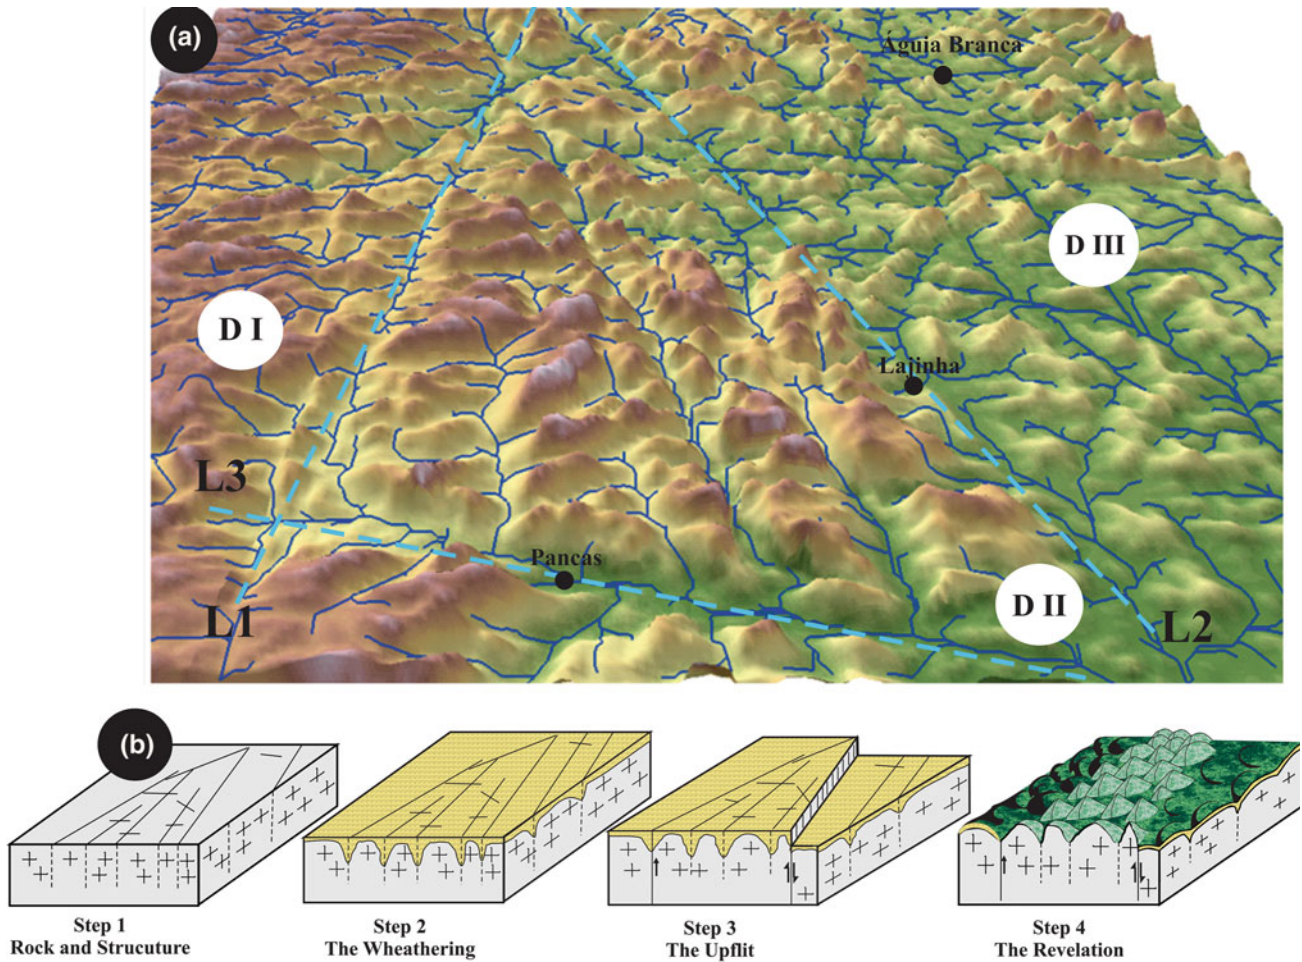 (a)
Águia Branca
D III
D I
Lajinha
L3
Pancas
D II
L1
L2
(b)
Step 1
Rock and Strucuture
Step 2
The Wheathering
Step 3
The Upflit
Step 4
The Revelation